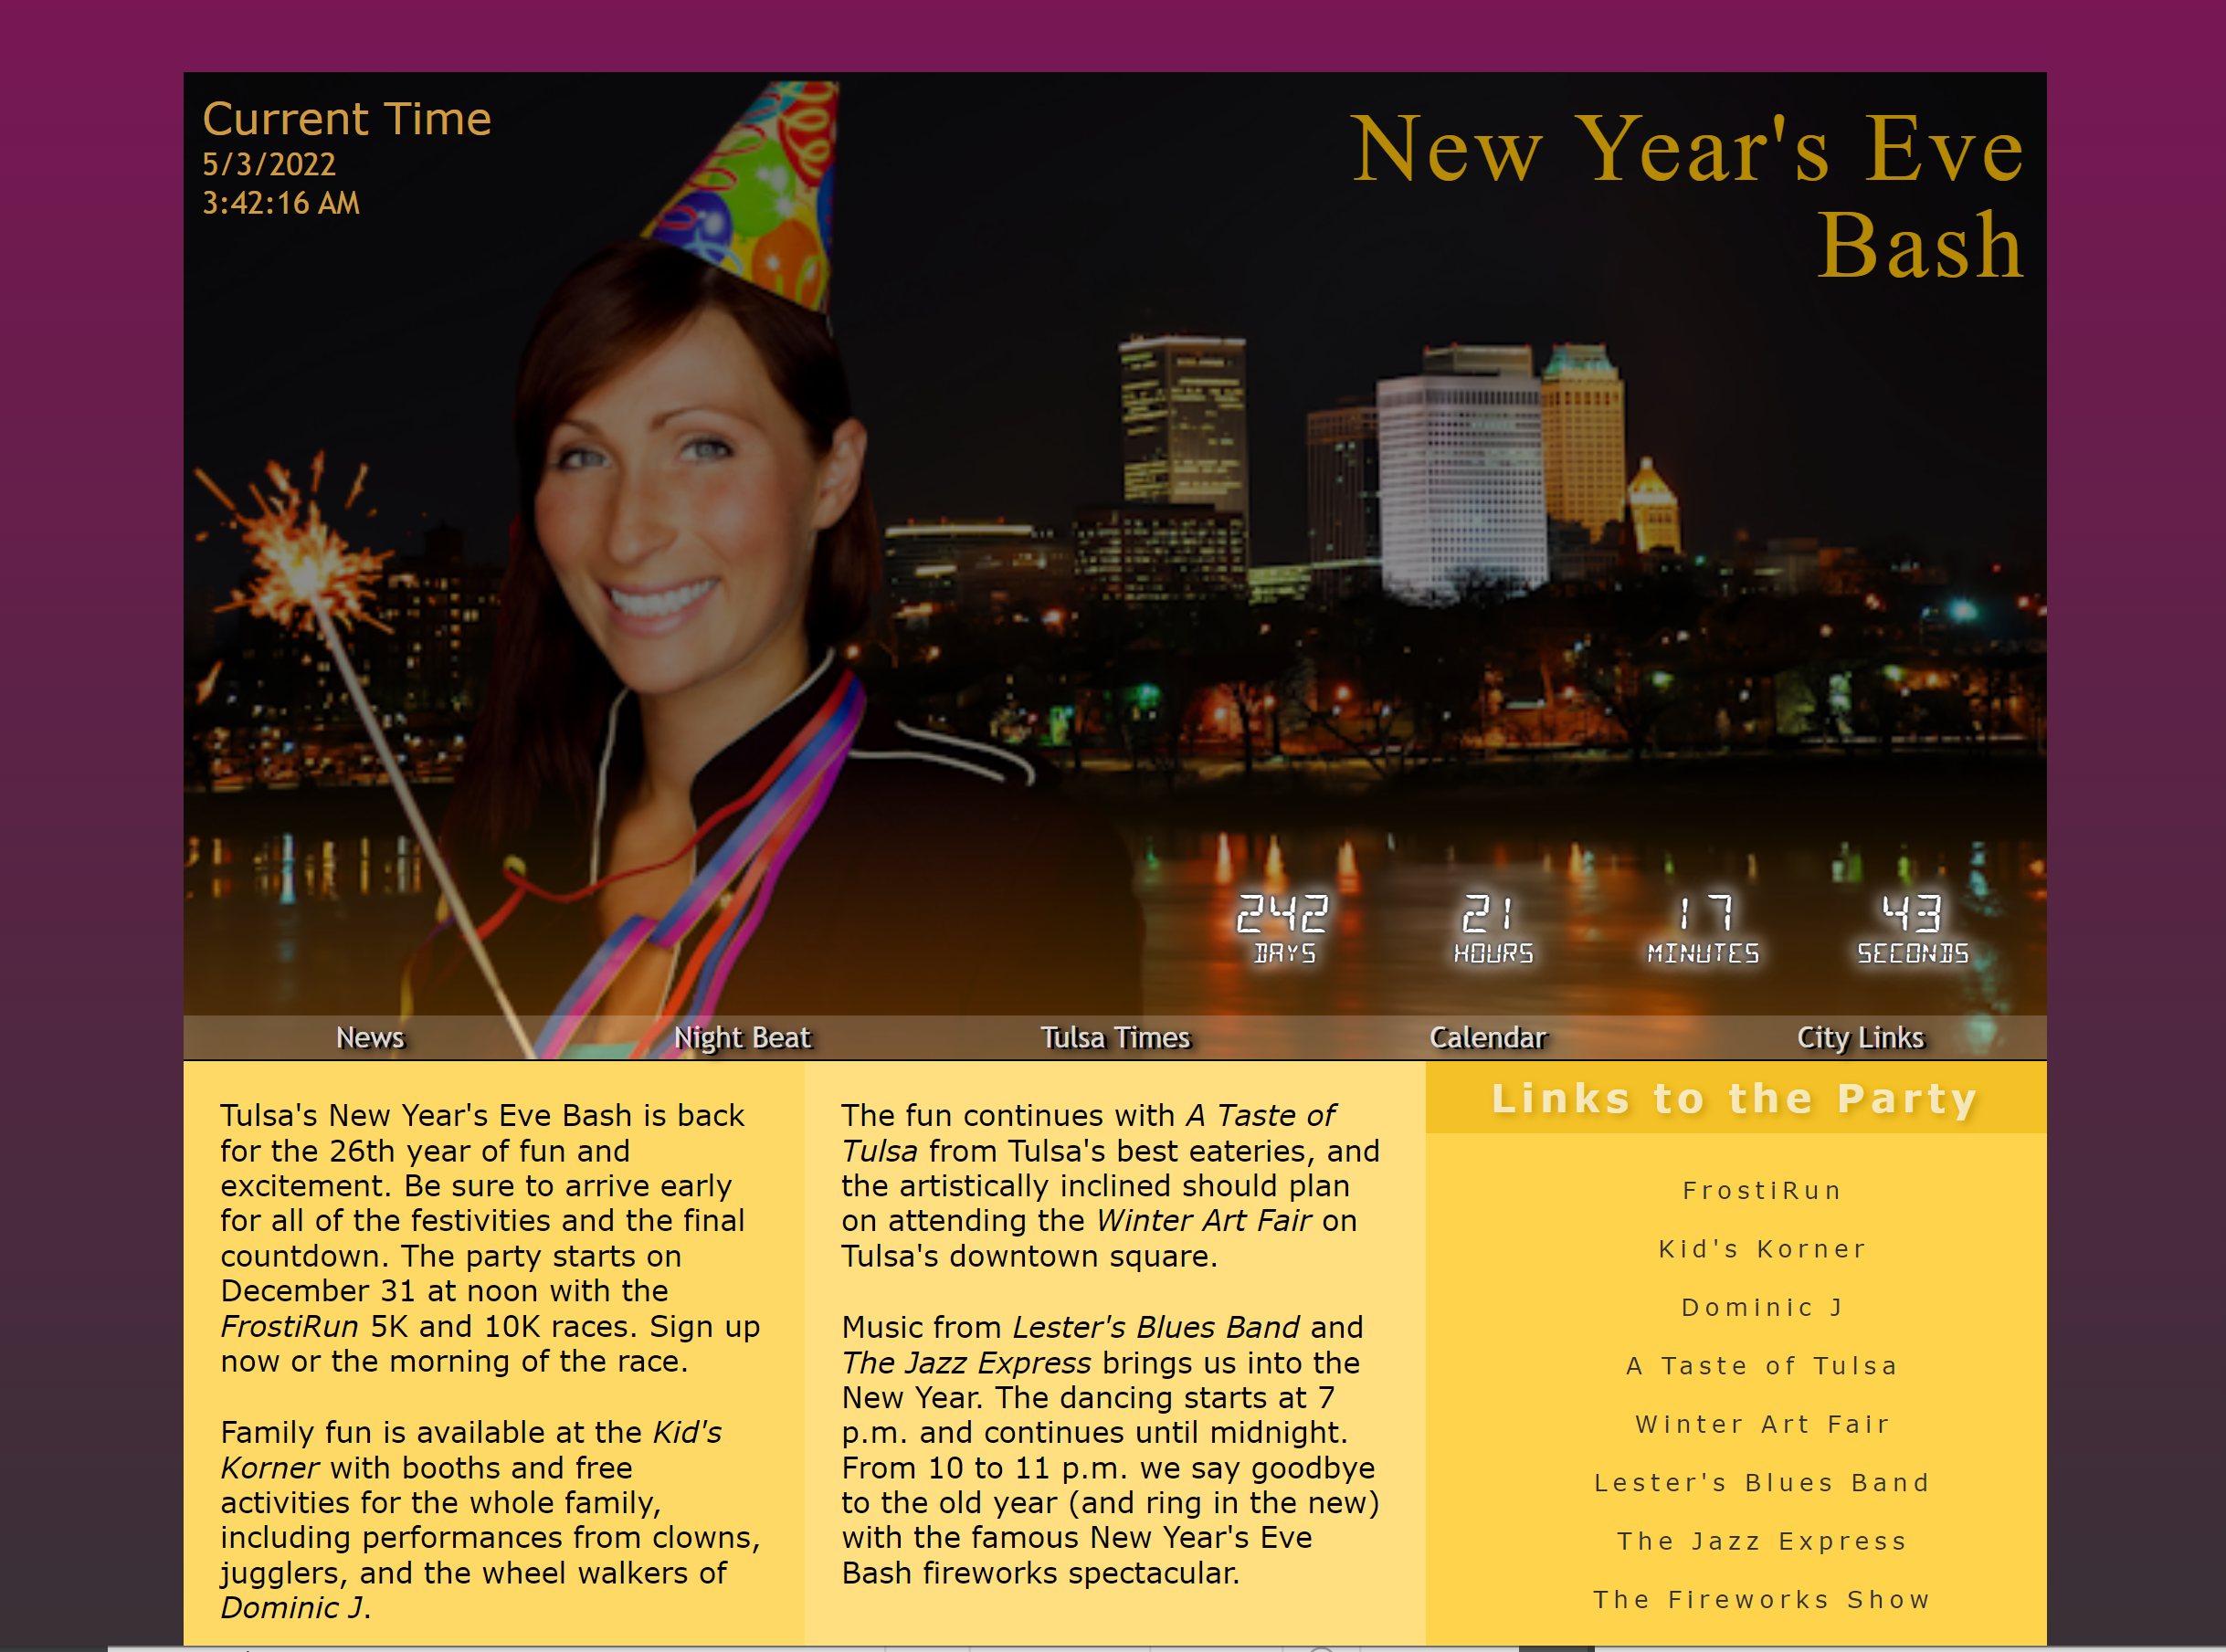 Current Time
5/3/2022
3:42:16 AM
New Year's Eve
Bash
242 21 17 43
DAYS HOURS MINUTES SECONDS
News Night Beat Tulsa Times Calendar City Links
Tulsa's New Year's Eve Bash is back
for the 26th year of fun and
excitement. Be sure to arrive early
for all of the festivities and the final
countdown. The party starts on
December 31 at noon with the
FrostiRun 5K and 10K races. Sign up
now or the morning of the race.
Family fun is available at the Kid's
Korner with booths and free
activities for the whole family,
including performances from clowns,
jugglers, and the wheel walkers of
Dominic J.
The fun continues with A Taste of
Tulsa from Tulsa's best eateries, and
the artistically inclined should plan
on attending the Winter Art Fair on
Tulsa's downtown square.
Music from Lester's Blues Band and
The Jazz Express brings us into the
New Year. The dancing starts at 7
p.m. and continues until midnight.
From 10 to 11 p.m. we say goodbye
to the old year (and ring in the new)
with the famous New Year's Eve
Bash fireworks spectacular.
Links to the Party
FrostiRun
Kid's Korner
Dominic J
A Taste of Tulsa
Winter Art Fair
Lester's Blues Band
The Jazz Express
The Fireworks Show